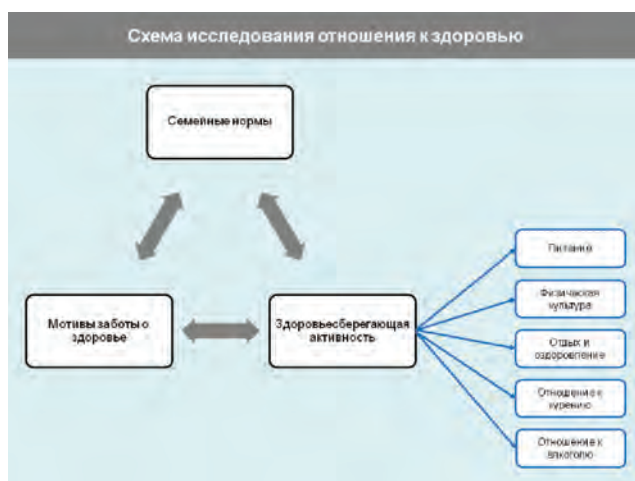 Схема исследования отношения к здоровью
Семейные нормы
Мотивы заботы о
здоровье
Здоровьесберегающая
активность
Питание
Физическая
культура
Отдых и
оздоровление
Отношение к
курению
Отношение к
алкоголю